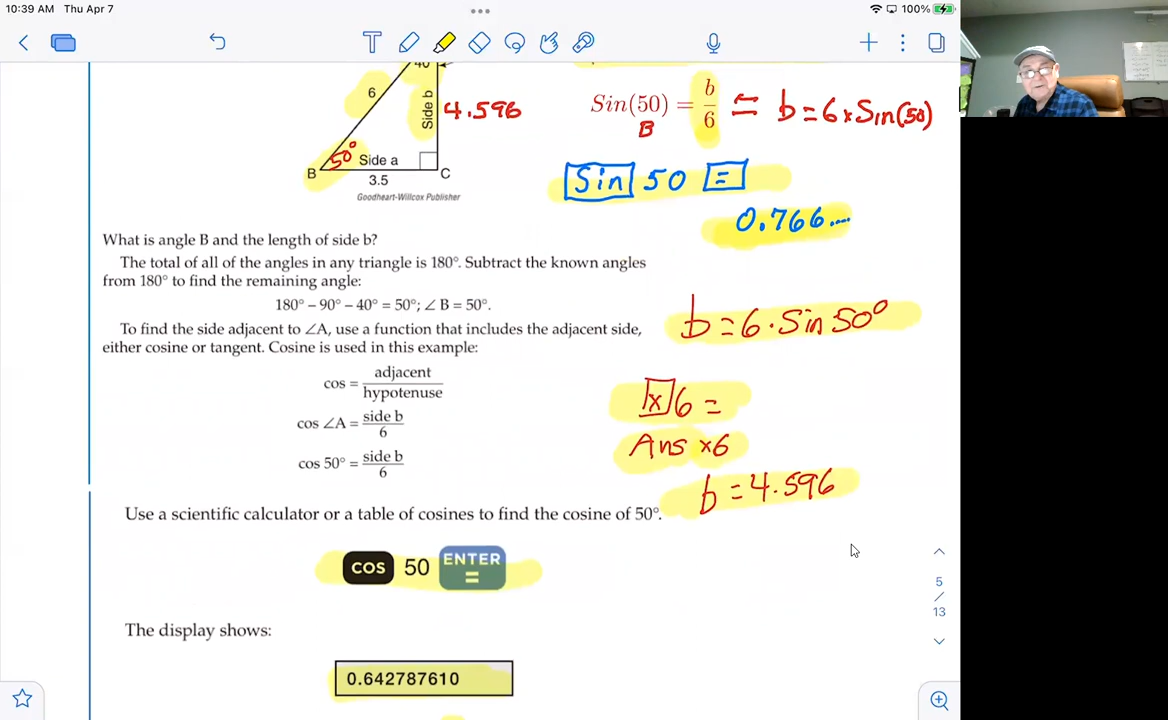 10:39 AM Thu Apr 7
100%
40°
6
Side b
4.596
50°
B
Side a
C
3.5
Goodheart-Willcox Publisher
Sin(50) = b/6 = b = 6 x Sin(50)
B
Sin 50 =
0.766...
What is angle B and the length of side b?
The total of all of the angles in any triangle is 180°. Subtract the known angles
from 180° to find the remaining angle:
180° – 90° – 40° = 50°; ∠ B = 50°.
To find the side adjacent to ∠A, use a function that includes the adjacent side,
either cosine or tangent. Cosine is used in this example:
b = 6 · Sin 50°
cos = adjacent/hypotenuse
cos ∠A = side b/6
cos 50° = side b/6
x 6 =
Ans x6
b = 4.596
Use a scientific calculator or a table of cosines to find the cosine of 50°.
COS 50 ENTER =
The display shows:
0.642787610
5
/
13